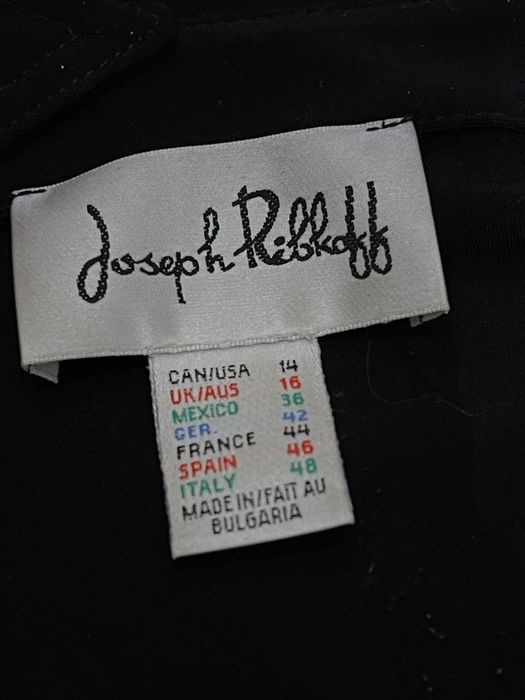 Joseph Ribkoff
CAN/USA 14
UK/AUS 16
MEXICO 36
GER. 42
FRANCE 44
SPAIN 46
ITALY 48
MADE IN/FAIT AU
BULGARIA